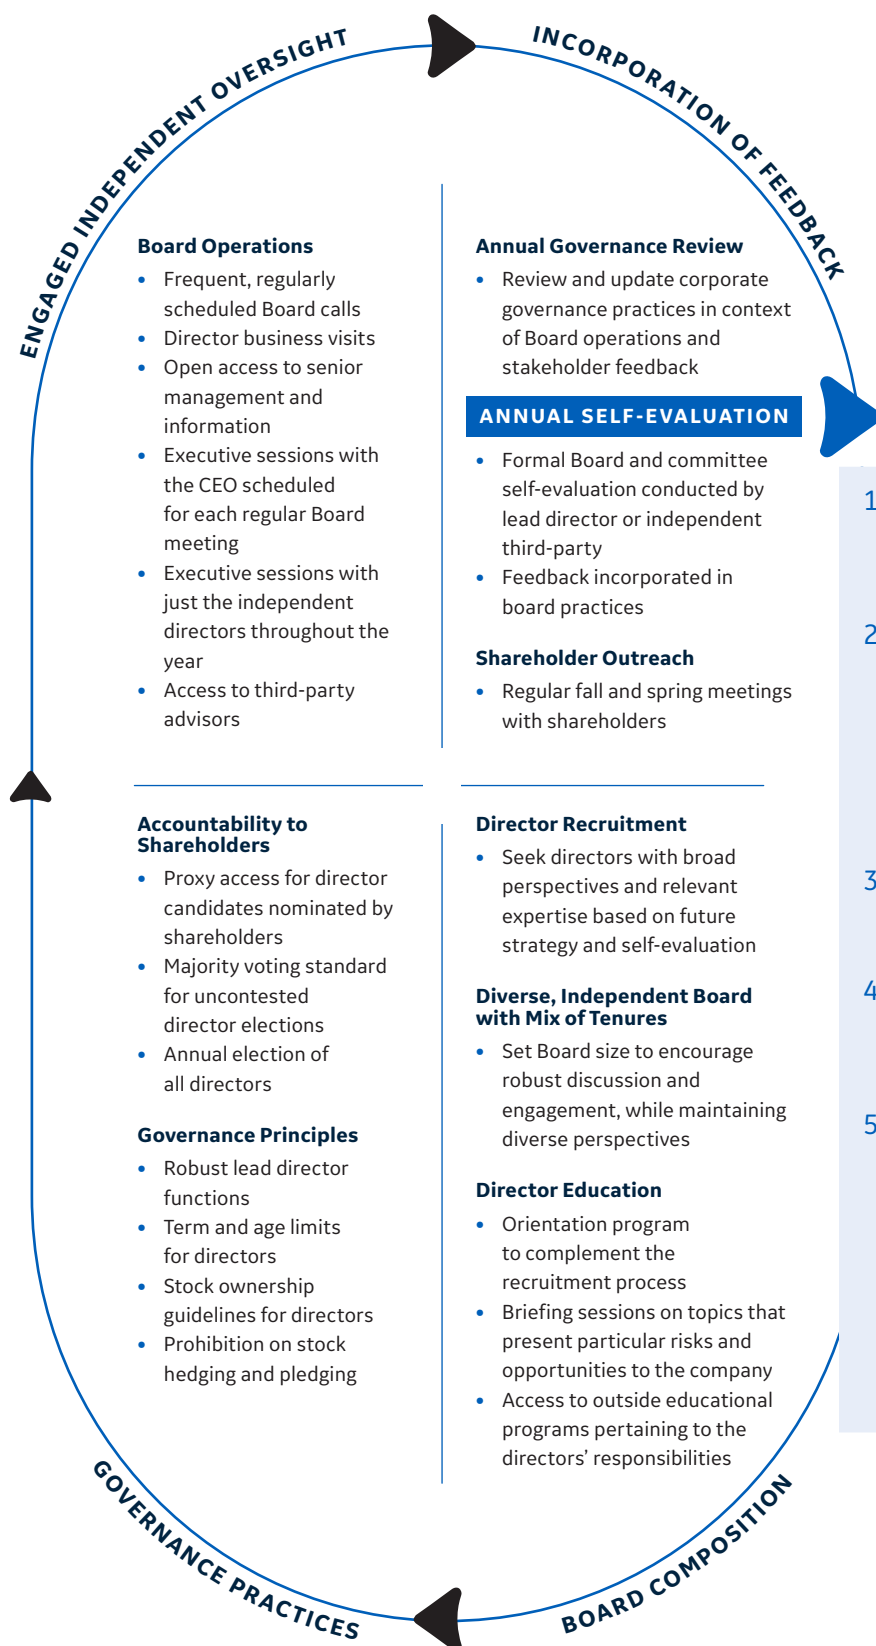 ENGAGED INDEPENDENT OVERSIGHT
INCORPORATION OF FEEDBACK
Board Operations
• Frequent, regularly
scheduled Board calls
• Director business visits
• Open access to senior
management and
information
• Executive sessions with
the CEO scheduled
for each regular Board
meeting
• Executive sessions with
just the independent
directors throughout the
year
• Access to third-party
advisors
Annual Governance Review
• Review and update corporate
governance practices in context
of Board operations and
stakeholder feedback
ANNUAL SELF-EVALUATION
• Formal Board and committee
self-evaluation conducted by
lead director or independent
third-party
• Feedback incorporated in
board practices
Shareholder Outreach
• Regular fall and spring meetings
with shareholders
Accountability to
Shareholders
• Proxy access for director
candidates nominated by
shareholders
• Majority voting standard
for uncontested
director elections
• Annual election of
all directors
Governance Principles
• Robust lead director
functions
• Term and age limits
for directors
• Stock ownership
guidelines for directors
• Prohibition on stock
hedging and pledging
Director Recruitment
• Seek directors with broad
perspectives and relevant
expertise based on future
strategy and self-evaluation
Diverse, Independent Board
with Mix of Tenures
• Set Board size to encourage
robust discussion and
engagement, while maintaining
diverse perspectives
Director Education
• Orientation program
to complement the
recruitment process
• Briefing sessions on topics that
present particular risks and
opportunities to the company
• Access to outside educational
programs pertaining to the
directors' responsibilities
1
2
3
4
5
GOVERNANCE PRACTICES
BOARD COMPOSITION